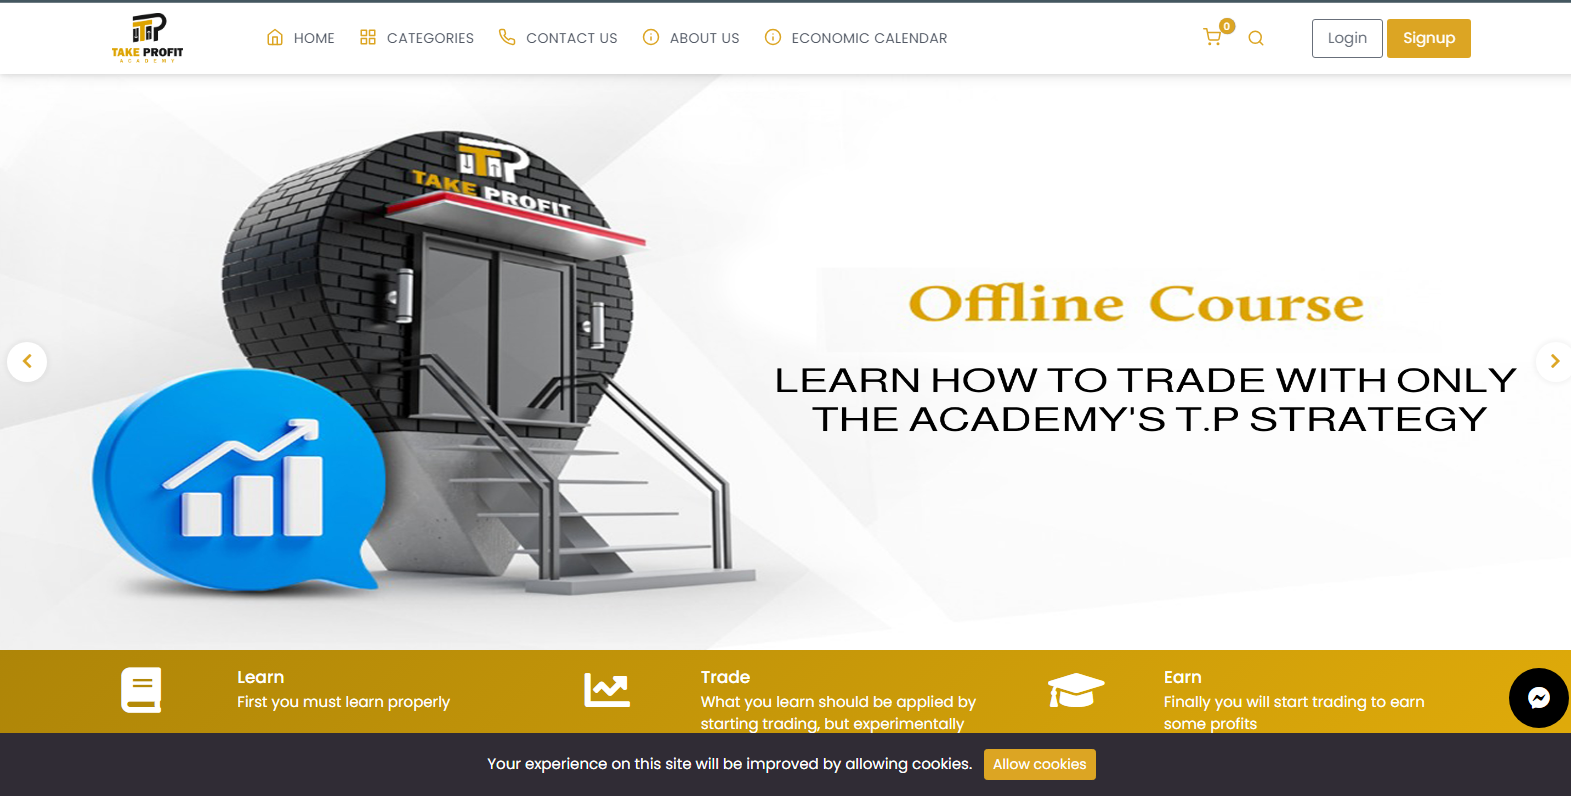 TAKE PROFIT
ACADEMY
HOME
CATEGORIES
CONTACT US
ABOUT US
ECONOMIC CALENDAR
0
Login
Signup
TP
TAKE PROFIT
Offline Course
LEARN HOW TO TRADE WITH ONLY
THE ACADEMY'S T.P STRATEGY
Learn
First you must learn properly
Trade
What you learn should be applied by
starting trading, but experimentally
Earn
Finally you will start trading to earn
some profits
Your experience on this site will be improved by allowing cookies.
Allow cookies